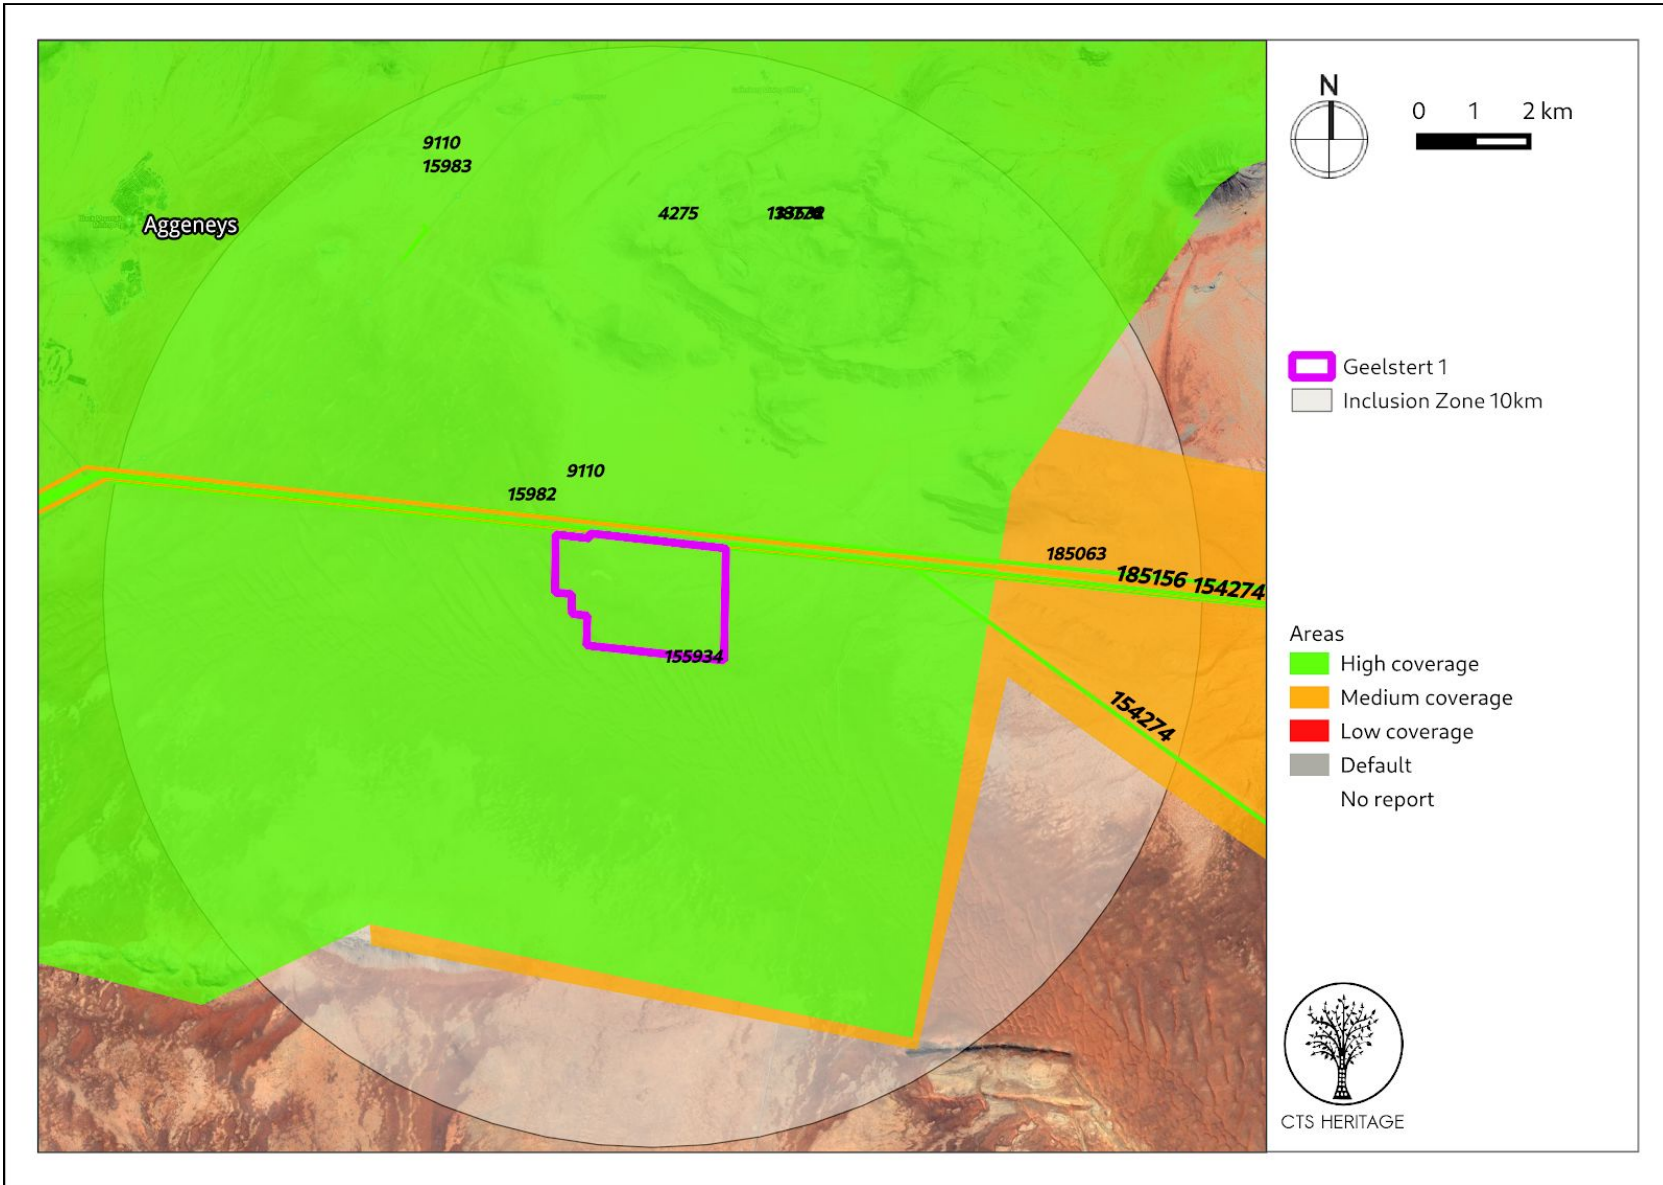 9110
15983
4275
Aggeneys
9110
15982
185063
185156
154274
155934
154274
N
0 1 2 km
Geelstert 1
Inclusion Zone 10km
Areas
High coverage
Medium coverage
Low coverage
Default
No report
CTS HERITAGE